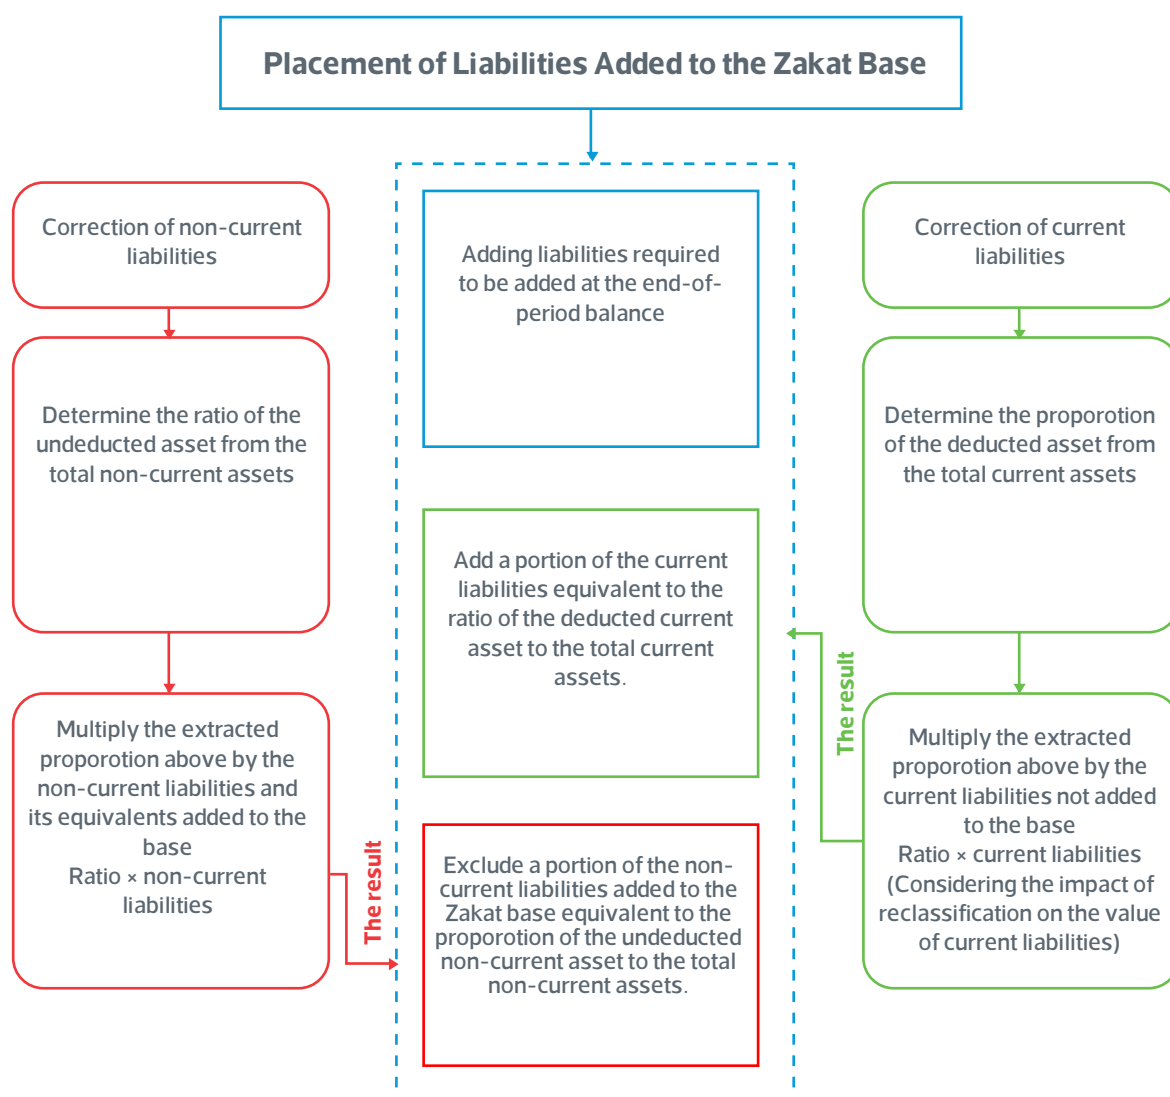 Placement of Liabilities Added to the Zakat Base
Correction of non-current
liabilities
Determine the ratio of the
undeducted asset from the
total non-current assets
Multiply the extracted
proporotion above by the
non-current liabilities and
its equivalents added to the
base
Ratio × non-current
liabilities
The result
Adding liabilities required
to be added at the end-of-
period balance
Add a portion of the current
liabilities equivalent to the
ratio of the deducted current
asset to the total current
assets.
Exclude a portion of the non-
current liabilities added to the
Zakat base equivalent to the
proporotion of the undeducted
non-current asset to the total
non-current assets.
Correction of current
liabilities
Determine the proporotion
of the deducted asset from
the total current assets
Multiply the extracted
proporotion above by the
current liabilities not added
to the base
Ratio × current liabilities
(Considering the impact of
reclassification on the value
of current liabilities)
The result